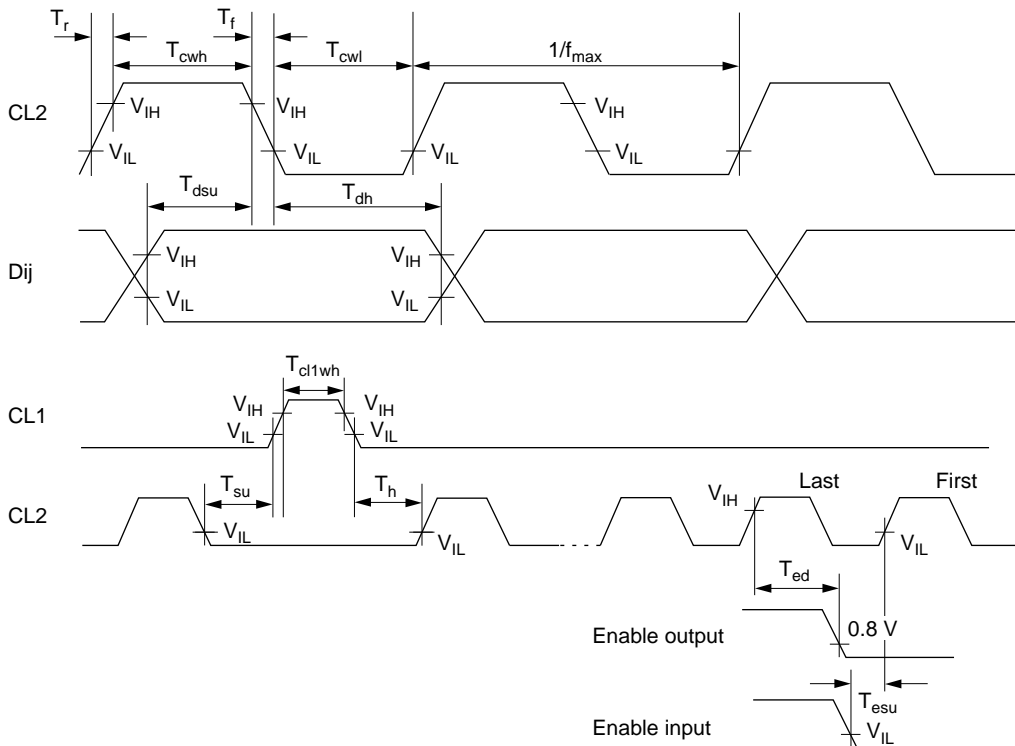 Tr Tf
Tcwh Tcwl 1/fmax
CL2 VIH VIH VIH
VIL VIL VIL VIL
Tdsu Tdh
Dij VIH VIH
VIL VIL
Tcl1wh
CL1 VIH VIH
VIL VIL
Tsu Th Last First
CL2 VIH
VIL VIL VIL
Ted
Enable output 0.8 V
Tesu
Enable input VIL